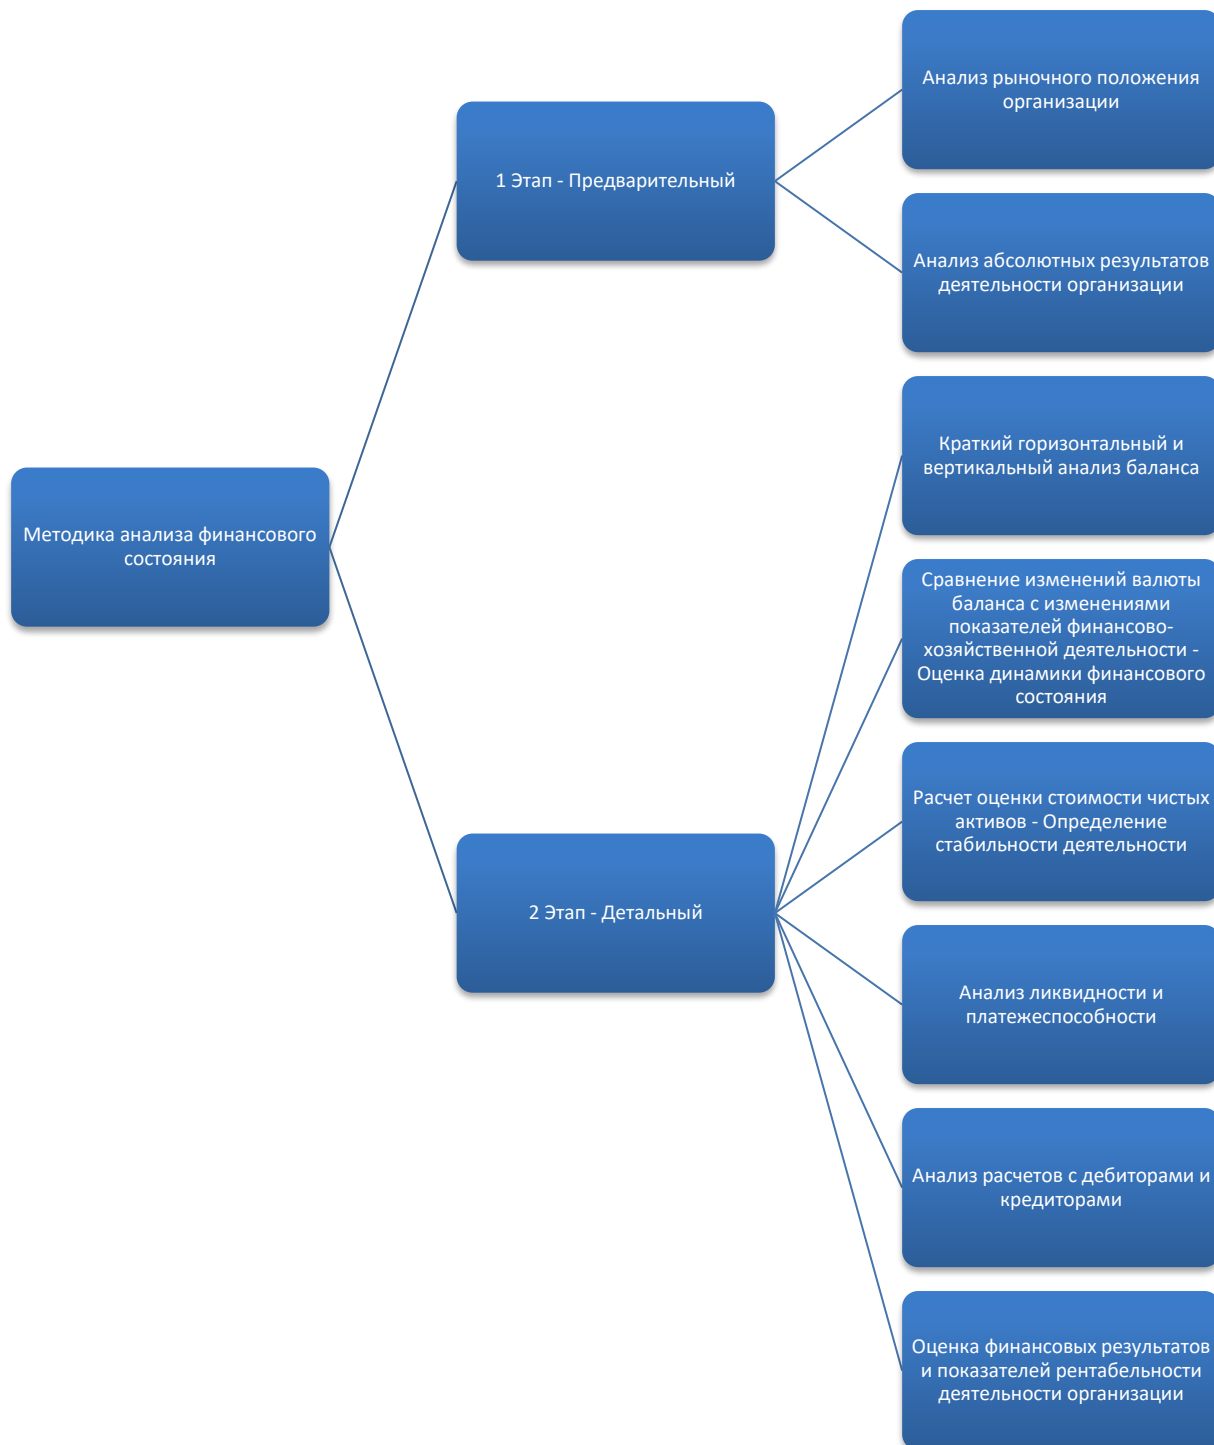 Методика анализа финансового
состояния
1 Этап - Предварительный
Анализ рыночного положения
организации
Анализ абсолютных результатов
деятельности организации
2 Этап - Детальный
Краткий горизонтальный и
вертикальный анализ баланса
Сравнение изменений валюты
баланса с изменениями
показателей финансово-
хозяйственной деятельности -
Оценка динамики финансового
состояния
Расчет оценки стоимости чистых
активов - Определение
стабильности деятельности
Анализ ликвидности и
платежеспособности
Анализ расчетов с дебиторами и
кредиторами
Оценка финансовых результатов
и показателей рентабельности
деятельности организации